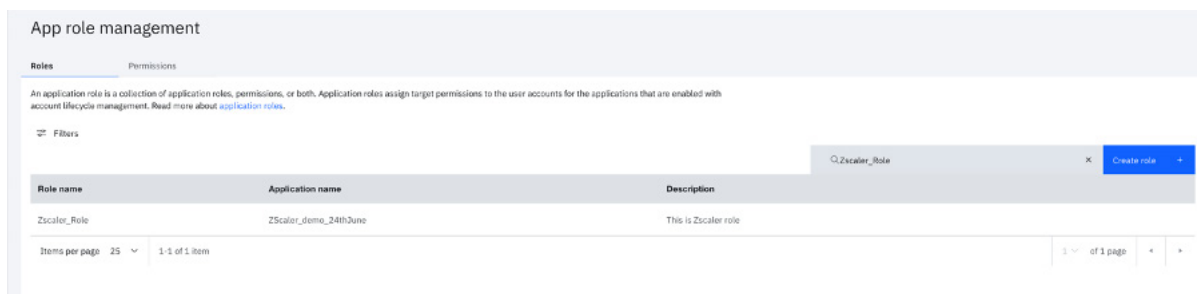 App role management
Roles Permissions
An application role is a collection of application roles, permissions, or both. Application roles assign target permissions to the user accounts for the applications that are enabled with
account lifecycle management. Read more about application roles.
Filters
Zscaler_Role × Create role +
Role name Application name Description
Zscaler_Role ZScaler_demo_24thJune This is Zscaler role
Items per page 25 1-1 of 1 item 1 of 1 page